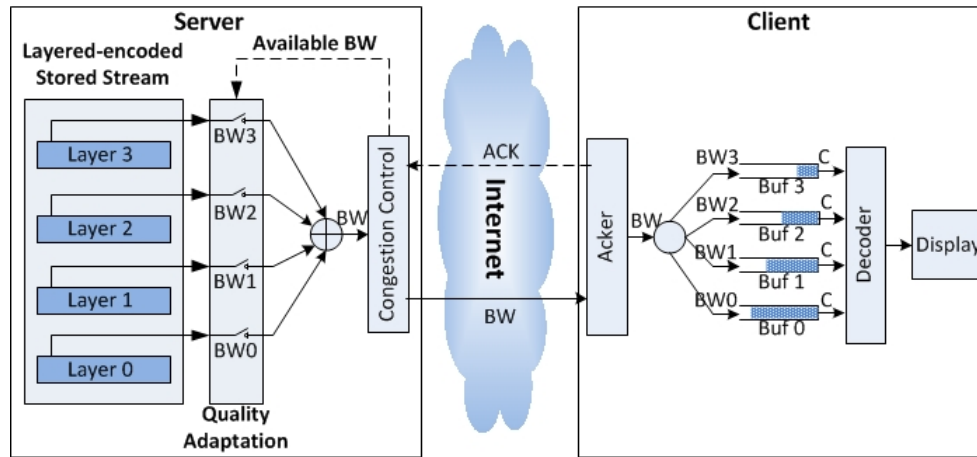 Server
Available BW
Layered-encoded
Stored Stream
Layer 3
Layer 2
Layer 1
Layer 0
BW3
BW2
BW1
BW0
Quality
Adaptation
BW
Congestion Control
ACK
Internet
BW
Client
Acker
BW
BW3
BW2
BW1
BW0
Buf 3
Buf 2
Buf 1
Buf 0
C
C
C
C
Decoder
Display